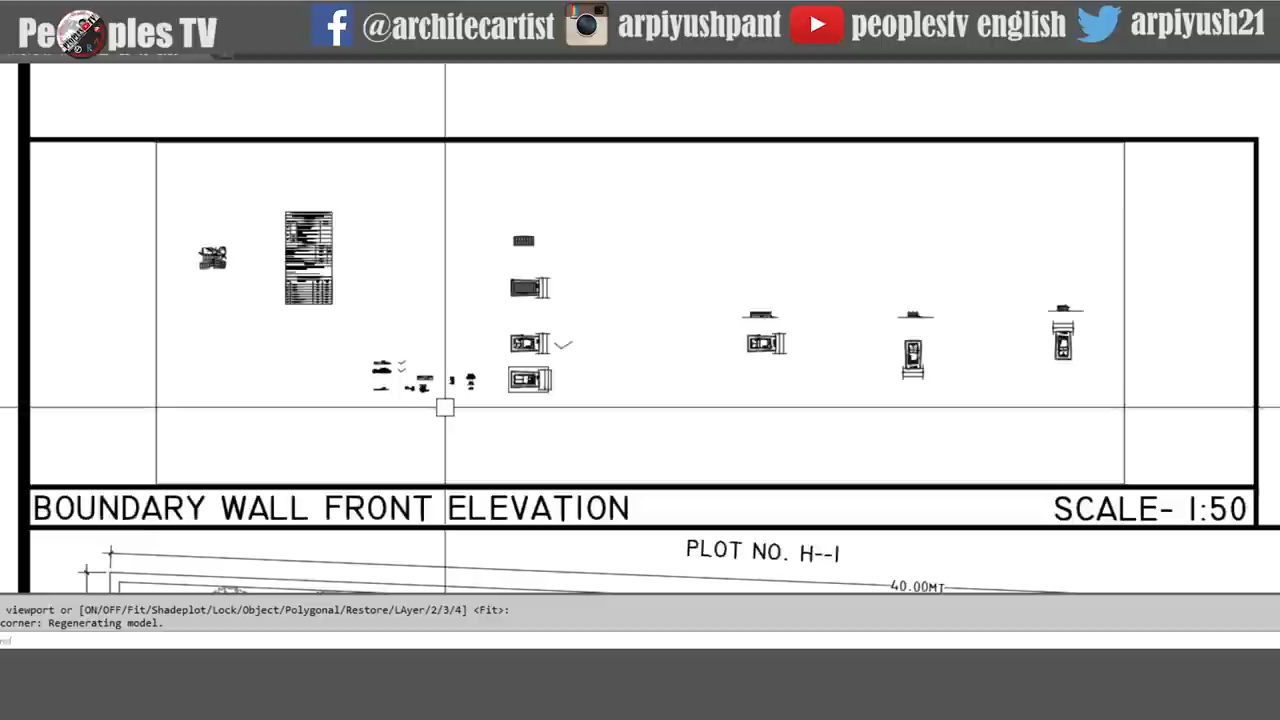 Peoples TV @architecartist arpiyushpant peoplestv english arpiyush21
BOUNDARY WALL FRONT ELEVATION SCALE- 1:50
PLOT NO. H--1
40.00MT
viewport or [ON/OFF/Fit/Shadeplot/Lock/Object/Polygonal/Restore/LAyer/2/3/4] <Fit>:
corner: Regenerating model.